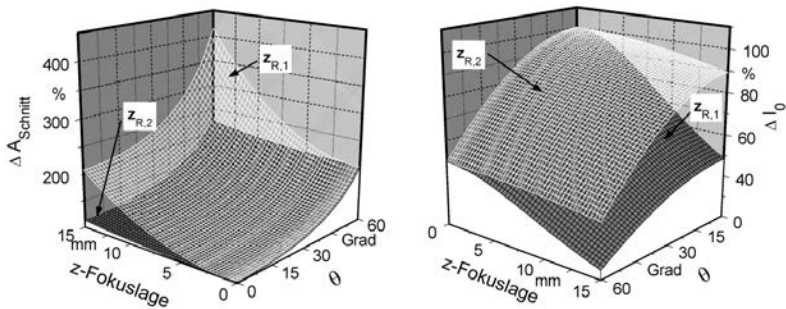 Δ A_Schnitt
400
%
300
200
z_R,2
z_R,1
15
mm
10
5
0
z-Fokuslage
0
15
30
Grad
60
θ
z_R,2
z_R,1
100
%
80
60
40
0
Δ I_0
0
5
10
mm
15
z-Fokuslage
60
Grad
30
15
θ